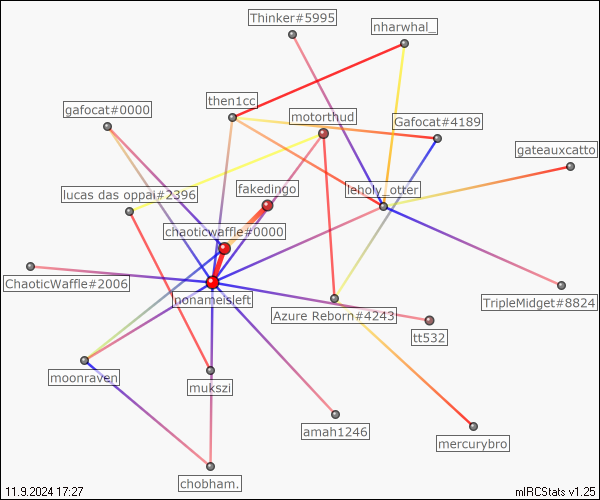 Thinker#5995
nharwhal_
then1cc
gafocat#0000
motorthud
Gafocat#4189
gateauxcatto
fakedingo
leholy_otter
lucas das oppai#2396
chaoticwaffle#0000
ChaoticWaffle#2006
nonameisleft
TripleMidget#8824
Azure Reborn#4243
tt532
moonraven
mukszi
amah1246
mercurybro
chobham.
11.9.2024 17:27
mIRCStats v1.25